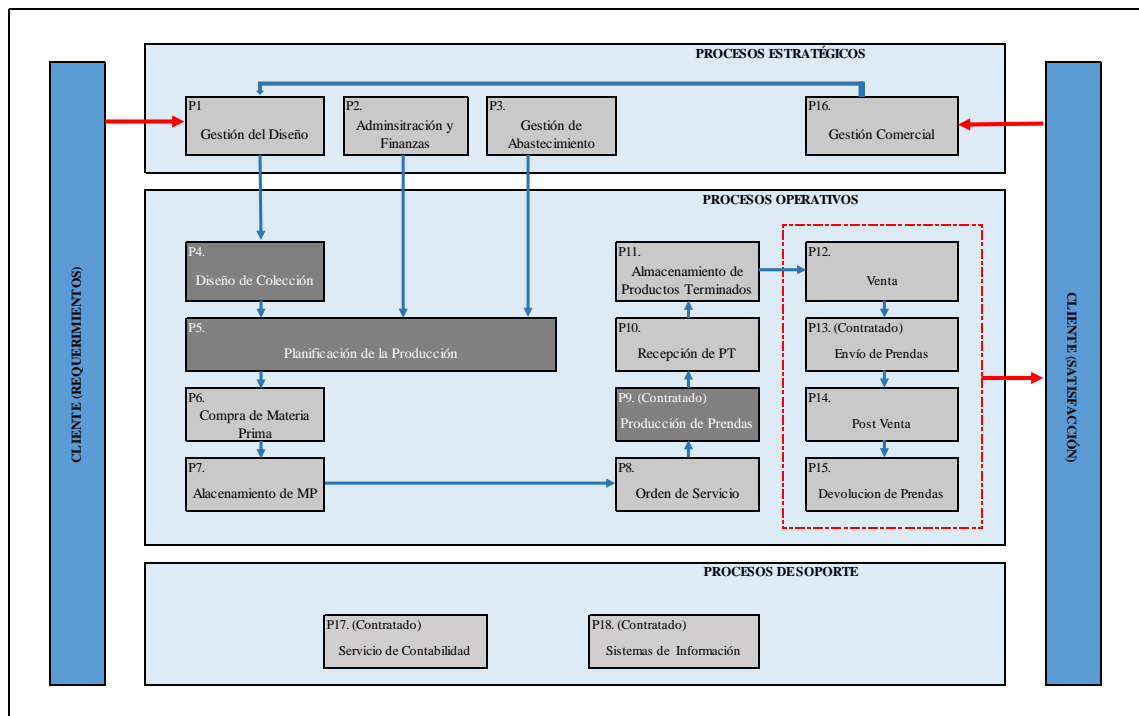 PROCESOS ESTRATÉGICOS
P1
Gestión del Diseño
P2.
Adminsitración y
Finanzas
P3.
Gestión de
Abastecimiento
P16.
Gestión Comercial
CLIENTE (REQUERIMIENTOS)
CLIENTE (SATISFACCIÓN)
PROCESOS OPERATIVOS
P4.
Diseño de Colección
P5.
Planificación de la Producción
P6.
Compra de Materia
Prima
P7.
Alacenamiento de MP
P11.
Almacenamiento de
Productos Terminados
P10.
Recepción de PT
P9. (Contratado)
Producción de Prendas
P8.
Orden de Servicio
P12.
Venta
P13. (Contratado)
Envío de Prendas
P14.
Post Venta
P15.
Devolucion de Prendas
PROCESOS DE SOPORTE
P17. (Contratado)
Servicio de Contabilidad
P18. (Contratado)
Sistemas de Información